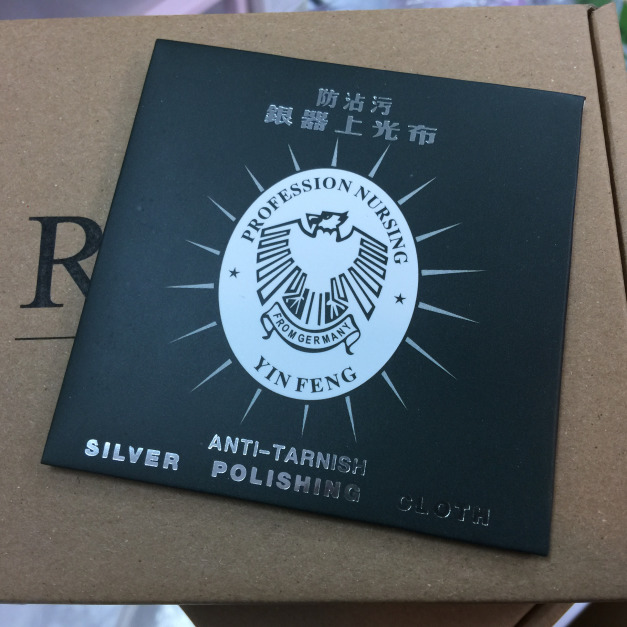 防沾污
銀器上光布
PROFESSION NURSING
FROM GERMANY
YIN FENG
ANTI-TARNISH
SILVER POLISHING CLOTH
R